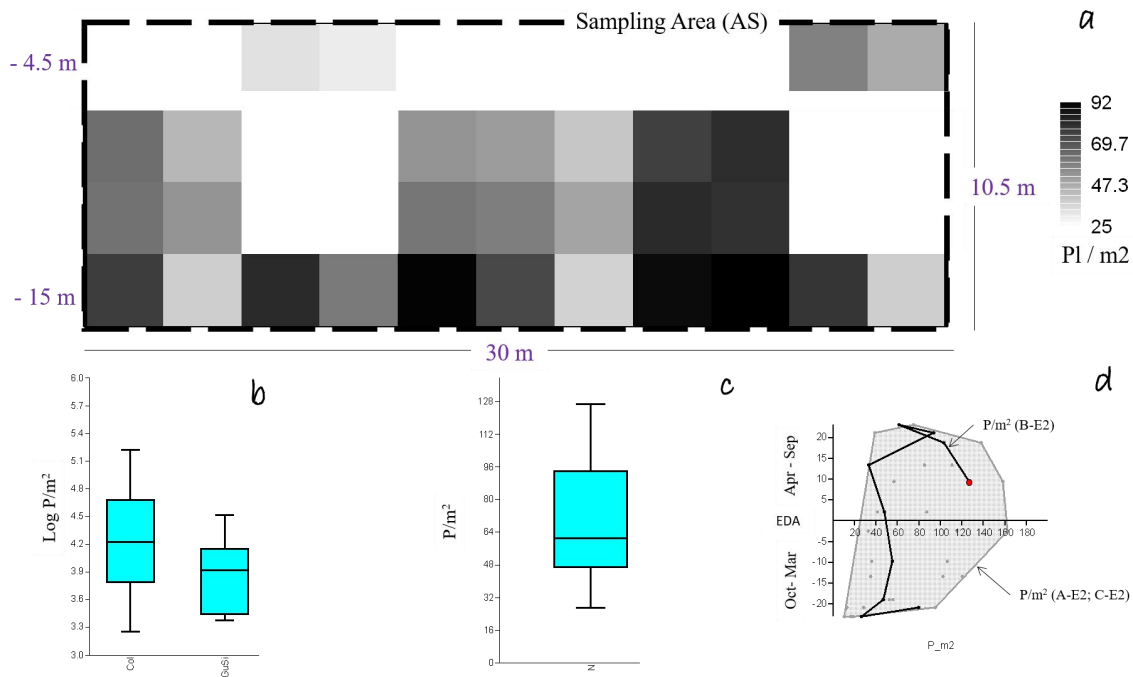 Sampling Area (AS)
a
- 4.5 m
- 15 m
30 m
10.5 m
92
69.7
47.3
25
Pl / m2
b
Log P/m²
6.0
5.7
5.4
5.1
4.8
4.5
4.2
3.9
3.6
3.3
3.0
Col
GuSi
c
P/m²
128
112
96
80
64
48
32
16
0
N
d
Apr - Sep
EDA
Oct- Mar
20
15
10
5
-5
-10
-15
-20
20 40 60 80 100 120 140 160 180
P/m² (B-E2)
P/m² (A-E2; C-E2)
P_m2